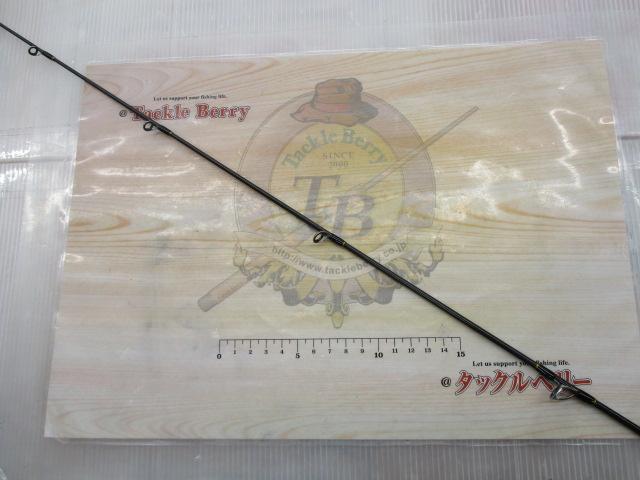 Let us support your fishing life.
@Tackle Berry
Tackle Berry
SINCE
TB
http://www.tackleberry.co.jp
0 1 2 3 4 5 6 7 8 9 10 11 12 13 14 15
Let us support your fishing life.
@タックルベリー